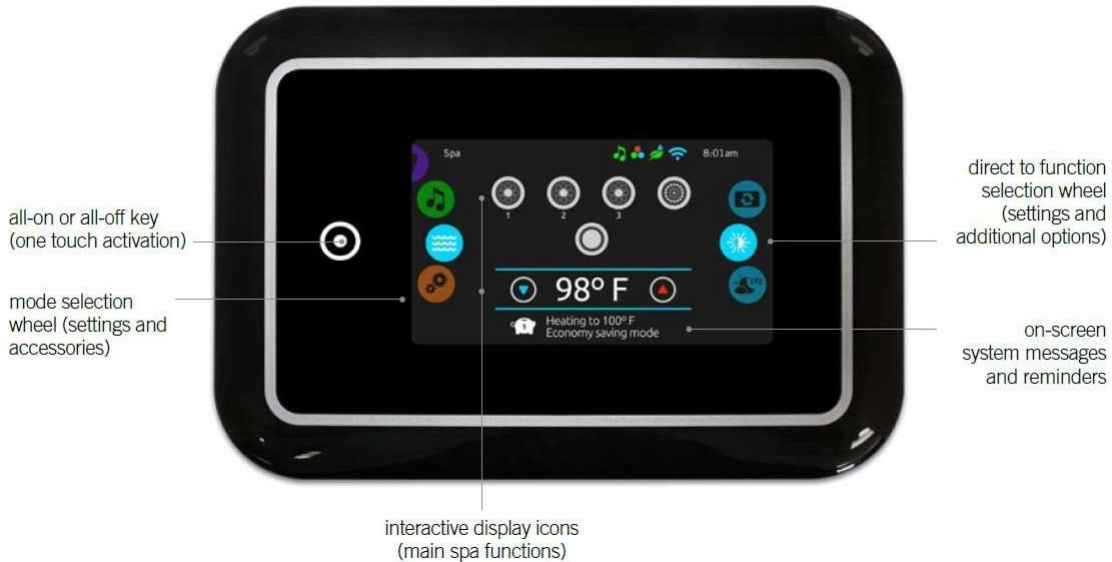 Spa
8:01am
1 2 3
98° F
Heating to 100° F
Economy saving mode
all-on or all-off key
(one touch activation)
mode selection
wheel (settings and
accessories)
direct to function
selection wheel
(settings and
additional options)
on-screen
system messages
and reminders
interactive display icons
(main spa functions)